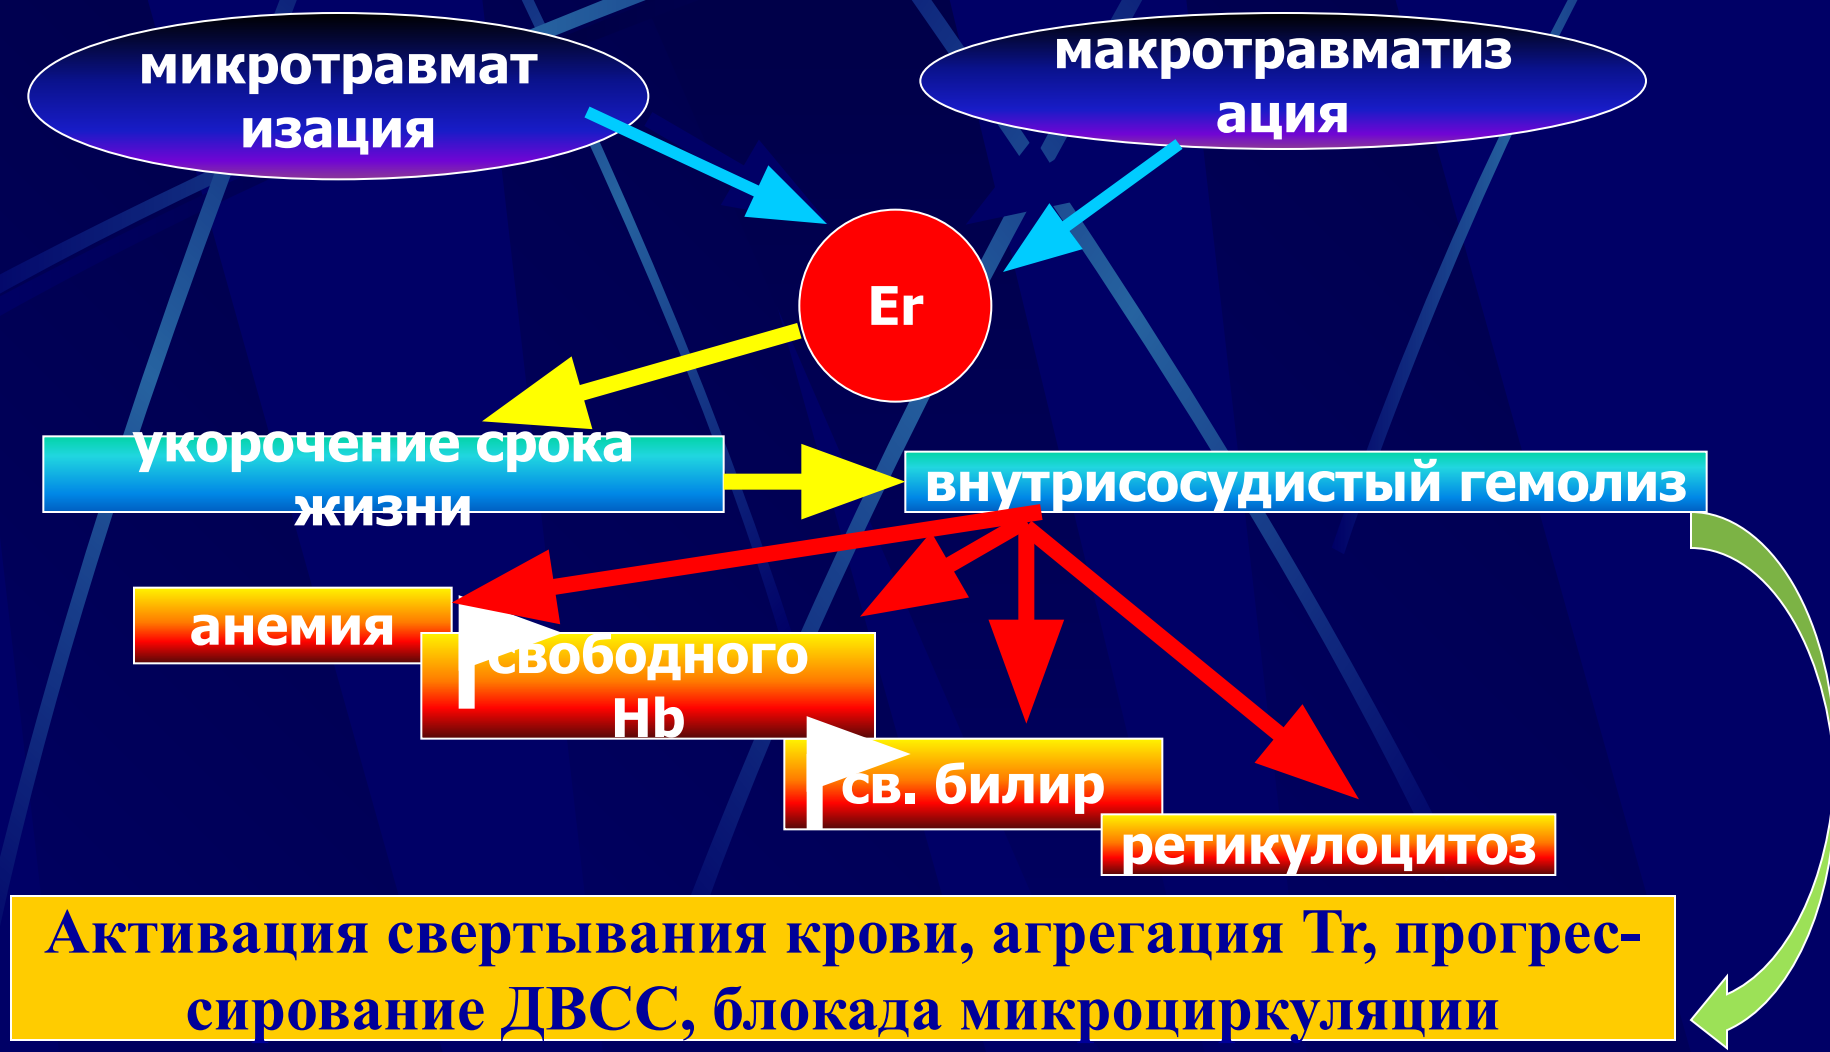 микротравмат
изация
макротравматиз
ация
Er
укорочение срока
жизни
внутрисосудистый гемолиз
анемия
свободного
Hb
св. билир
ретикулоцитоз
Активация свертывания крови, агрегация Tr, прогрес-
сирование ДВСС, блокада микроциркуляции